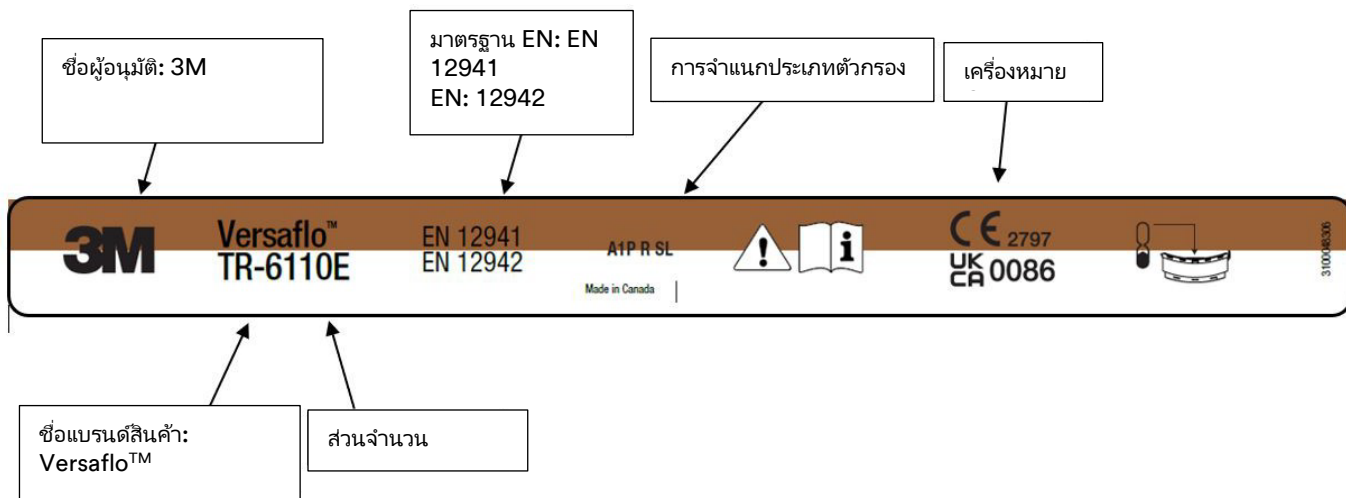 ชื่อผู้อนุมัติ: 3M
มาตรฐาน EN: EN
12941
EN: 12942
การจำแนกประเภทตัวกรอง
เครื่องหมาย
3M
Versaflo™
TR-6110E
EN 12941
EN 12942
A1P R SL
Made in Canada
CE 2797
UK
CA 0086
3100048306
ชื่อแบรนด์สินค้า:
Versaflo™
ส่วนจำนวน